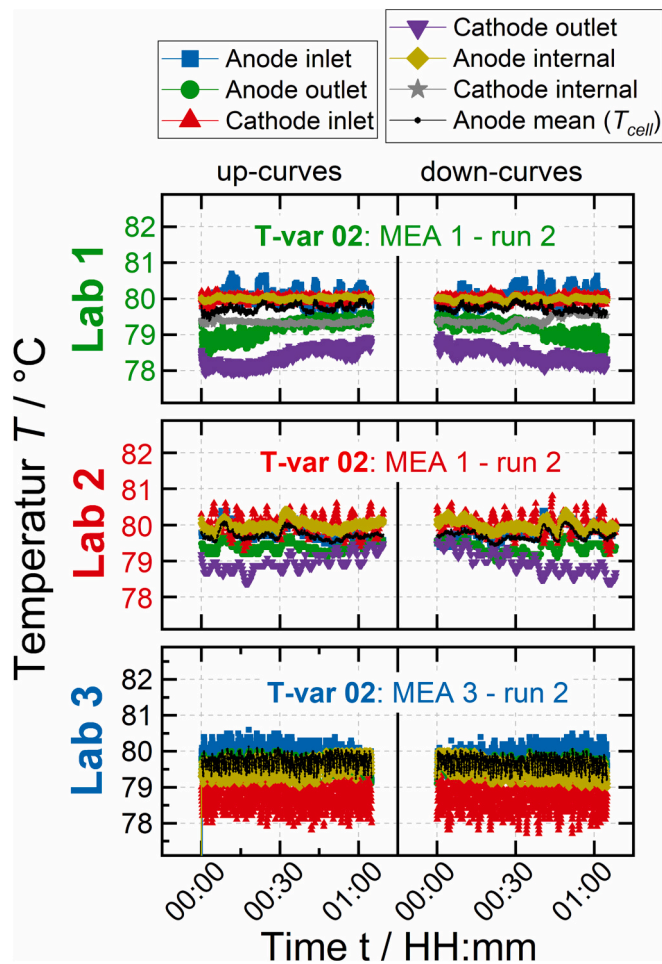 Anode inlet
Anode outlet
Cathode inlet
Cathode outlet
Anode internal
Cathode internal
Anode mean (T_cell)
up-curves
down-curves
Temperatur T / °C
Lab 1
82
81
80
79
78
T-var 02: MEA 1 - run 2
Lab 2
82
81
80
79
78
T-var 02: MEA 1 - run 2
Lab 3
82
81
80
79
78
T-var 02: MEA 3 - run 2
00:00
00:30
01:00
00:00
00:30
01:00
Time t / HH:mm